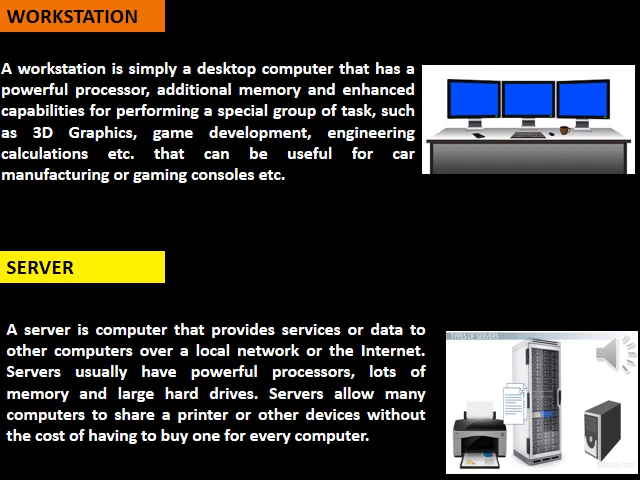 WORKSTATION
A workstation is simply a desktop computer that has a
powerful processor, additional memory and enhanced
capabilities for performing a special group of task, such
as 3D Graphics, game development, engineering
calculations etc. that can be useful for car
manufacturing or gaming consoles etc.
SERVER
TYPES OF SERVERS
A server is computer that provides services or data to
other computers over a local network or the Internet.
Servers usually have powerful processors, lots of
memory and large hard drives. Servers allow many
computers to share a printer or other devices without
the cost of having to buy one for every computer.